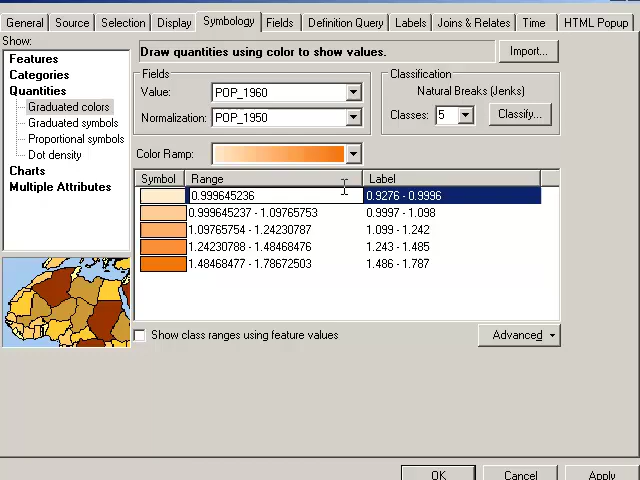 General Source Selection Display Symbology Fields Definition Query Labels Joins & Relates Time HTML Popup
Show:
Features
Categories
Quantities
Graduated colors
Graduated symbols
Proportional symbols
Dot density
Charts
Multiple Attributes
Draw quantities using color to show values.
Import...
Fields
Value: POP_1960
Normalization: POP_1950
Classification
Natural Breaks (Jenks)
Classes: 5 Classify...
Color Ramp:
Symbol Range Label
0.999645236 0.9276 - 0.9996
0.999645237 - 1.09765753 0.9997 - 1.098
1.09765754 - 1.24230787 1.099 - 1.242
1.24230788 - 1.48468476 1.243 - 1.485
1.48468477 - 1.78672503 1.486 - 1.787
Show class ranges using feature values
Advanced
OK Cancel Apply